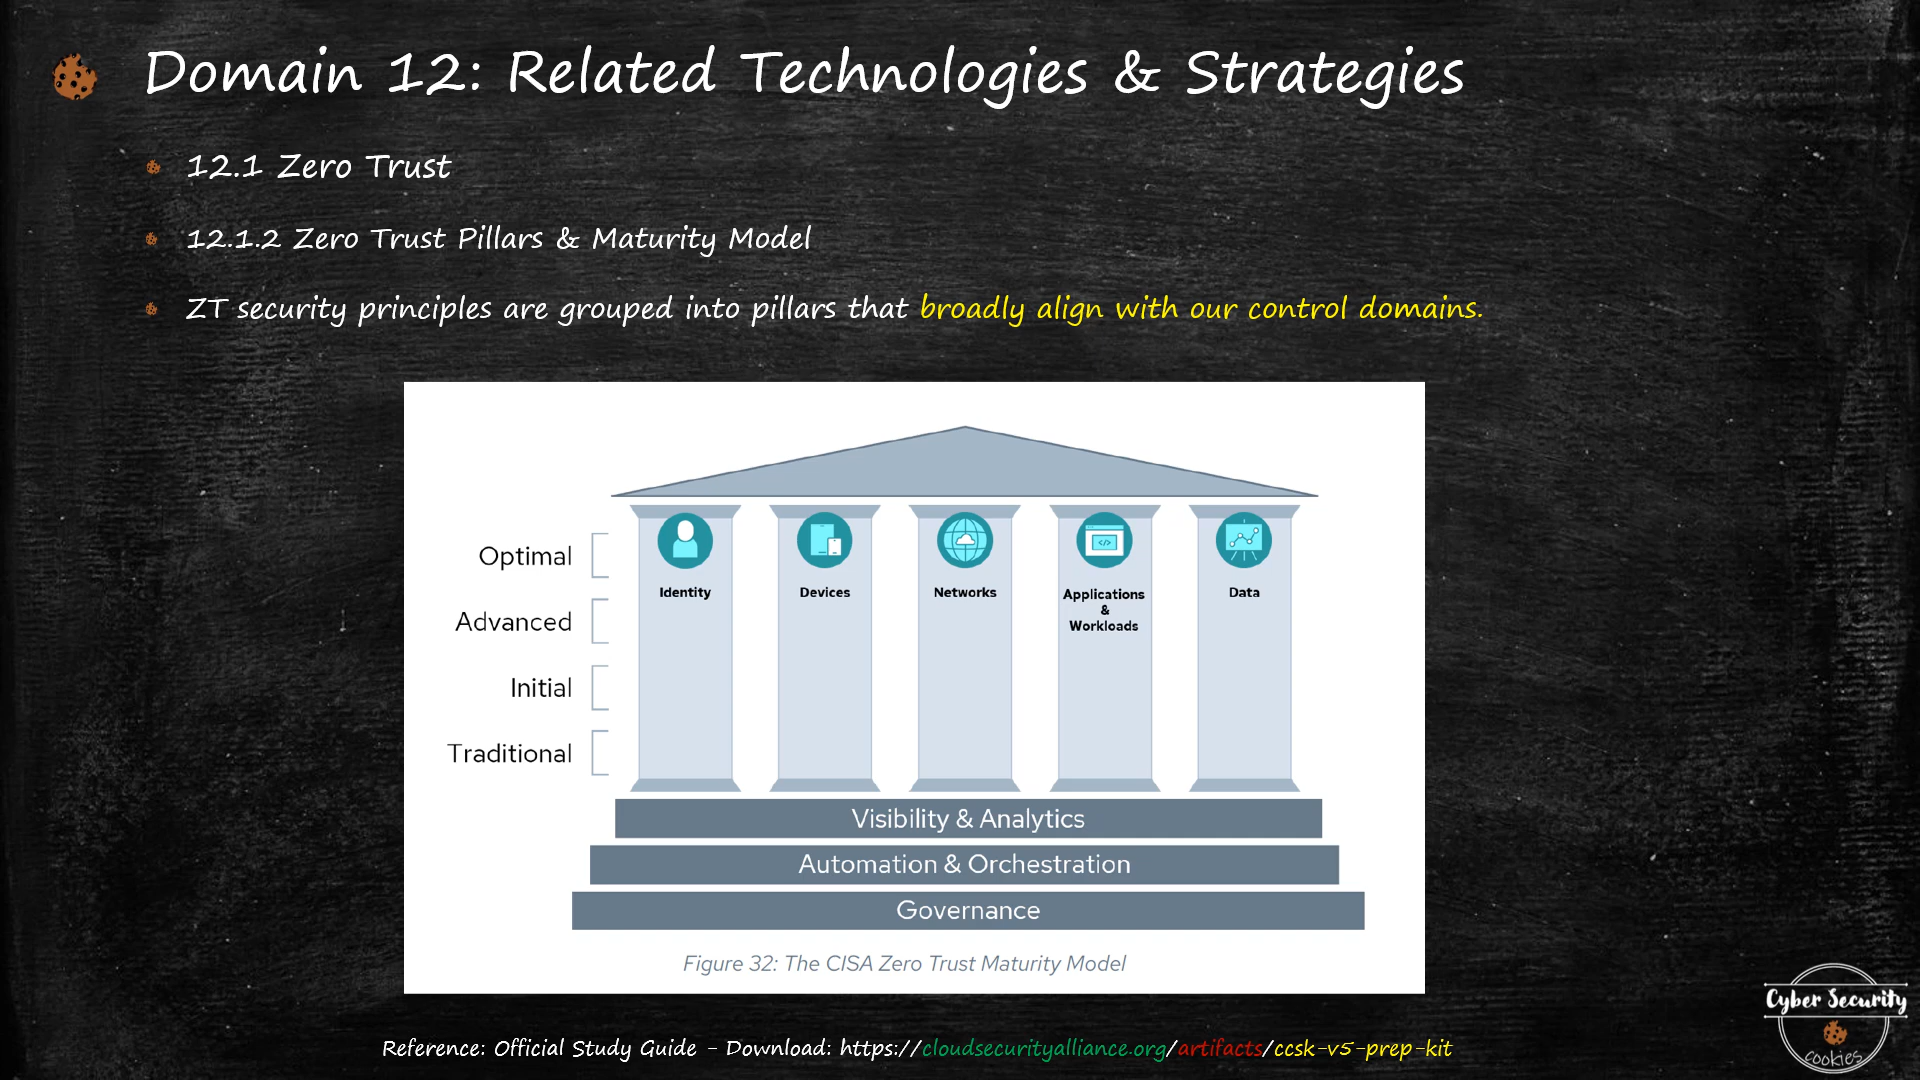 Domain 12: Related Technologies & Strategies
12.1 Zero Trust
12.1.2 Zero Trust Pillars & Maturity Model
ZT security principles are grouped into pillars that broadly align with our control domains.
Optimal
Advanced
Initial
Traditional
Identity
Devices
Networks
Applications
&
Workloads
Data
</>
Visibility & Analytics
Automation & Orchestration
Governance
Figure 32: The CISA Zero Trust Maturity Model
Reference: Official Study Guide - Download: https://cloudsecurityalliance.org/artifacts/ccsk-v5-prep-kit
Cyber Security
cookies